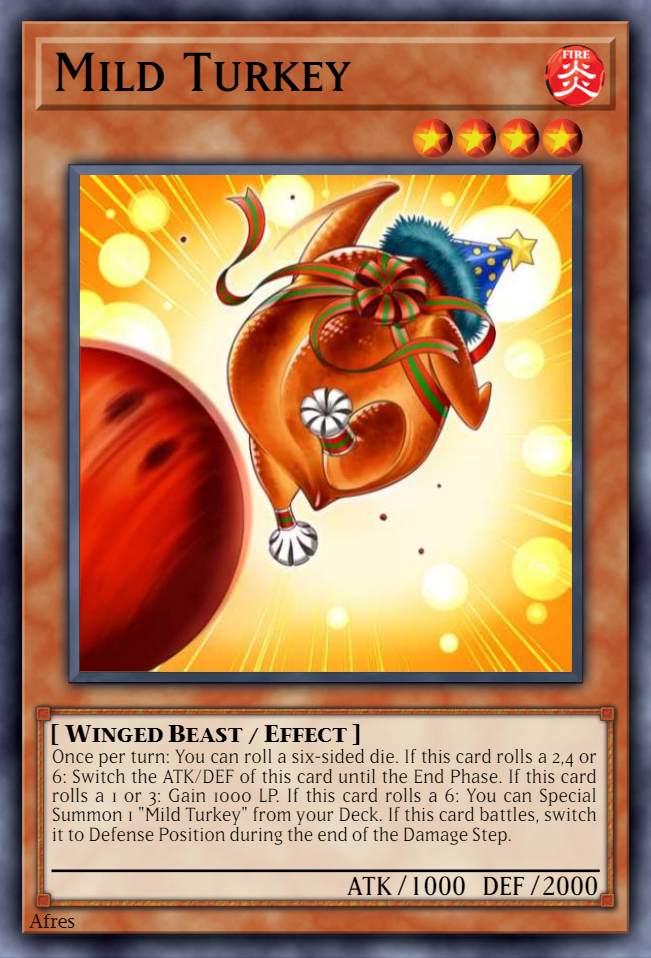 Mild Turkey
FIRE
炎
[ Winged Beast / Effect ]
Once per turn: You can roll a six-sided die. If this card rolls a 2,4 or
6: Switch the ATK/DEF of this card until the End Phase. If this card
rolls a 1 or 3: Gain 1000 LP. If this card rolls a 6: You can Special
Summon 1 "Mild Turkey" from your Deck. If this card battles, switch
it to Defense Position during the end of the Damage Step.
ATK/1000 DEF/2000
Afres